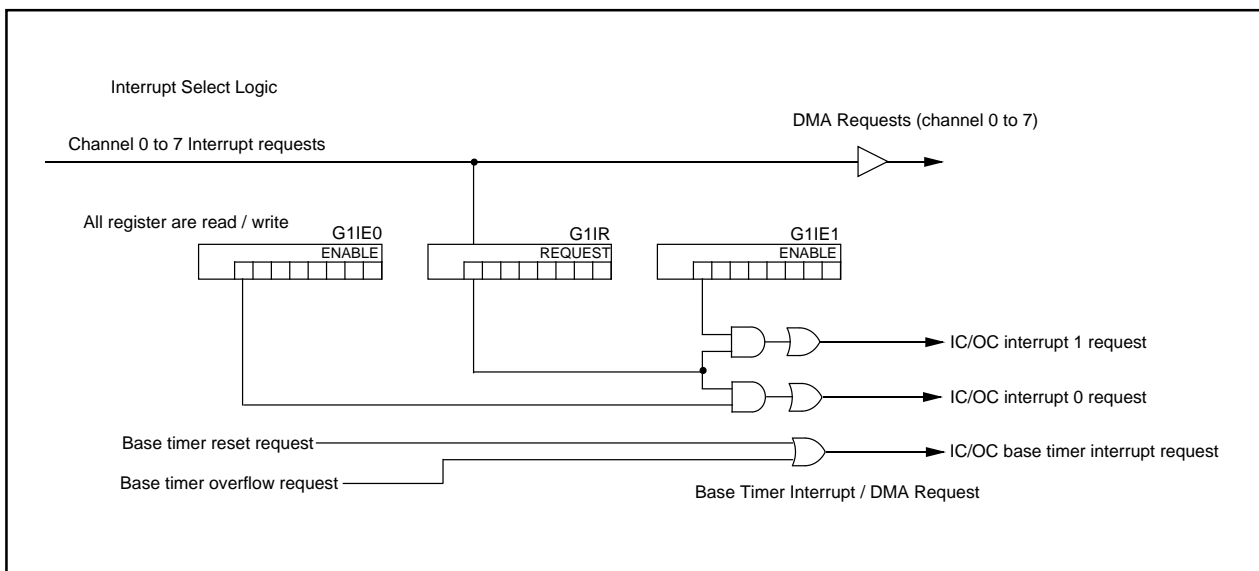 Interrupt Select Logic
DMA Requests (channel 0 to 7)
Channel 0 to 7 Interrupt requests
All register are read / write
G1IE0
ENABLE
G1IR
REQUEST
G1IE1
ENABLE
IC/OC interrupt 1 request
IC/OC interrupt 0 request
Base timer reset request
IC/OC base timer interrupt request
Base timer overflow request
Base Timer Interrupt / DMA Request